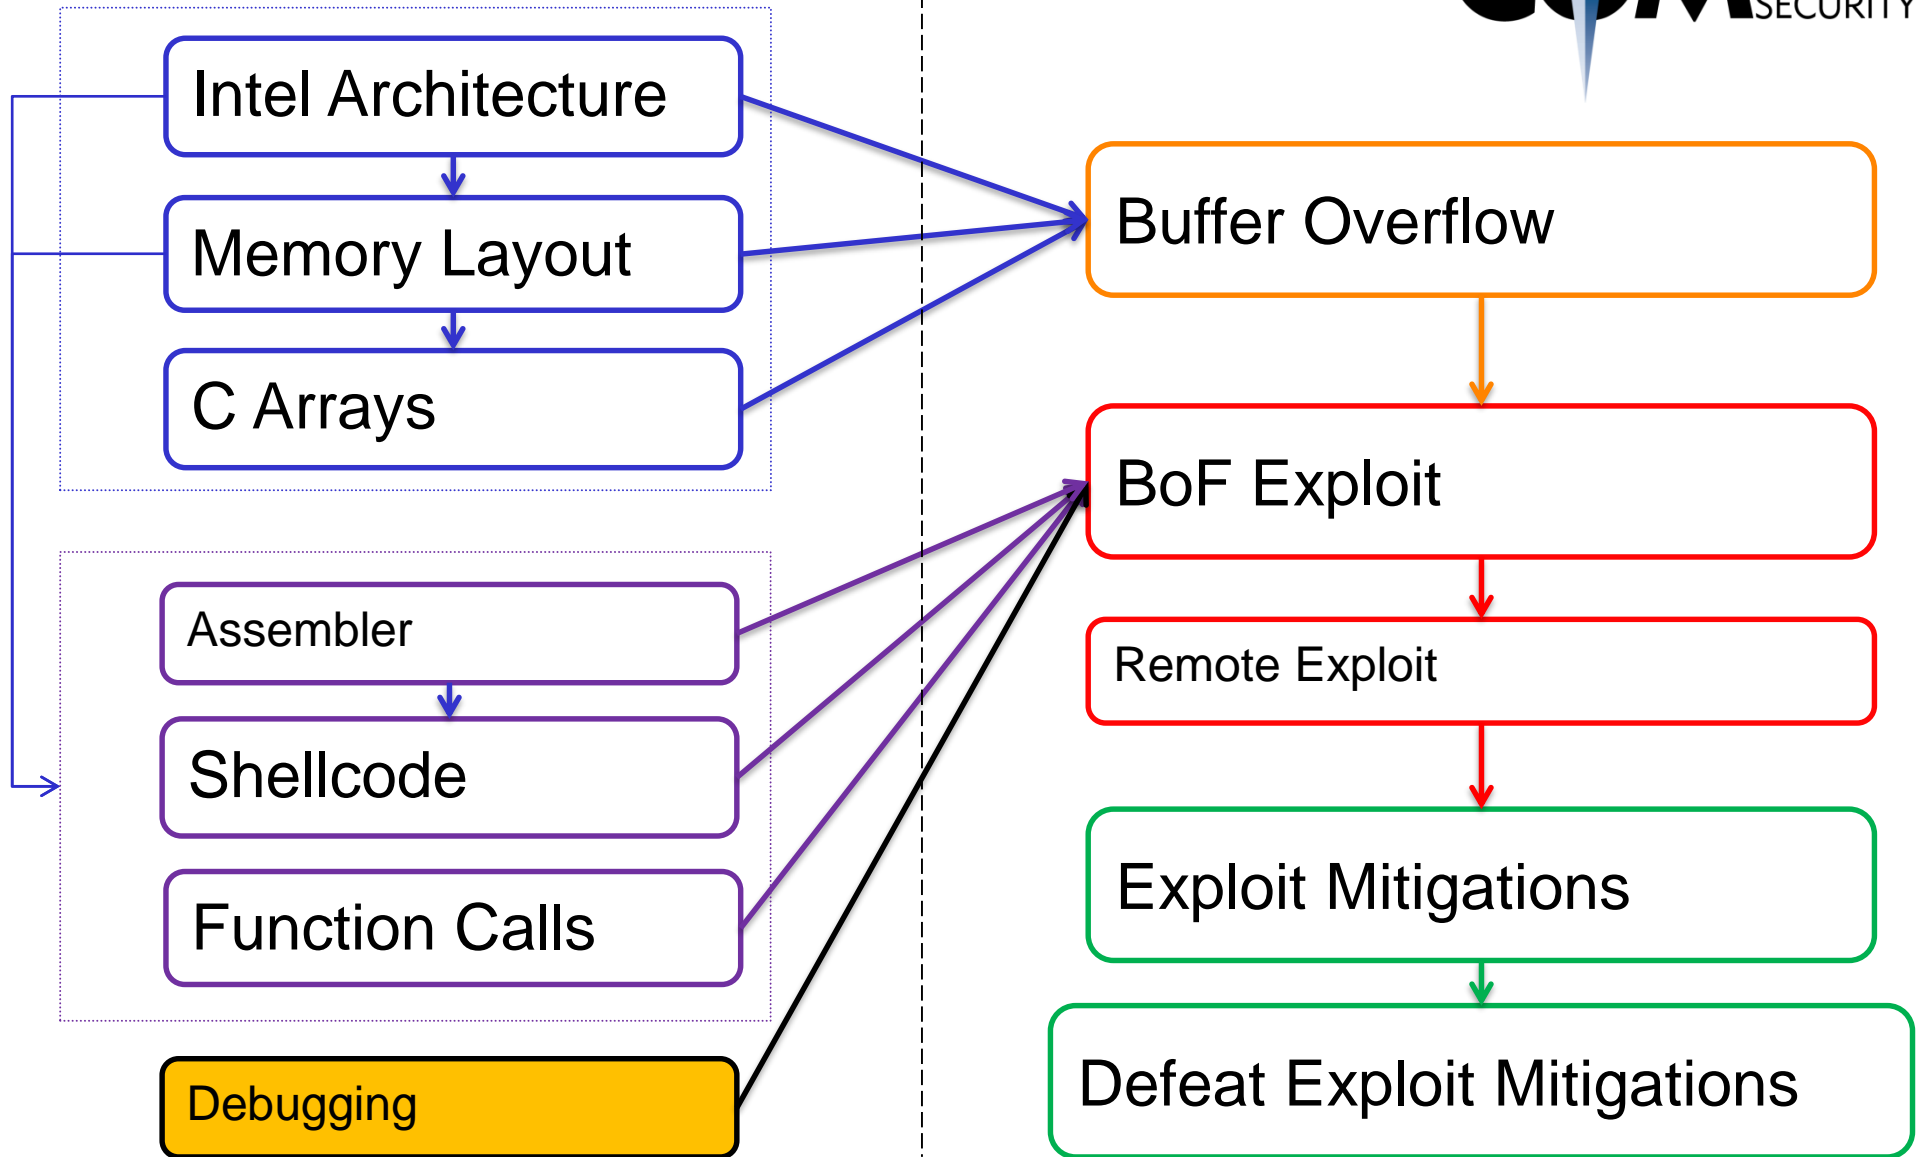 SECURITY
Intel Architecture
Memory Layout
C Arrays
Assembler
Shellcode
Function Calls
Debugging
Buffer Overflow
BoF Exploit
Remote Exploit
Exploit Mitigations
Defeat Exploit Mitigations